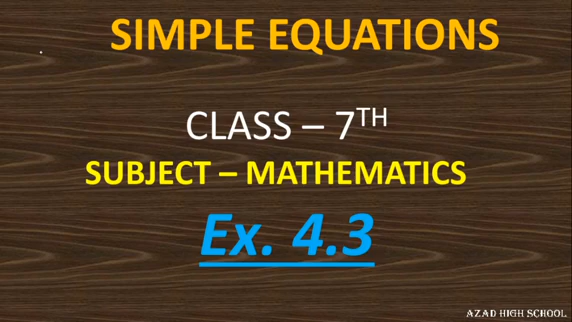 SIMPLE EQUATIONS
CLASS – 7TH
SUBJECT – MATHEMATICS
Ex. 4.3
AZAD HIGH SCHOOL